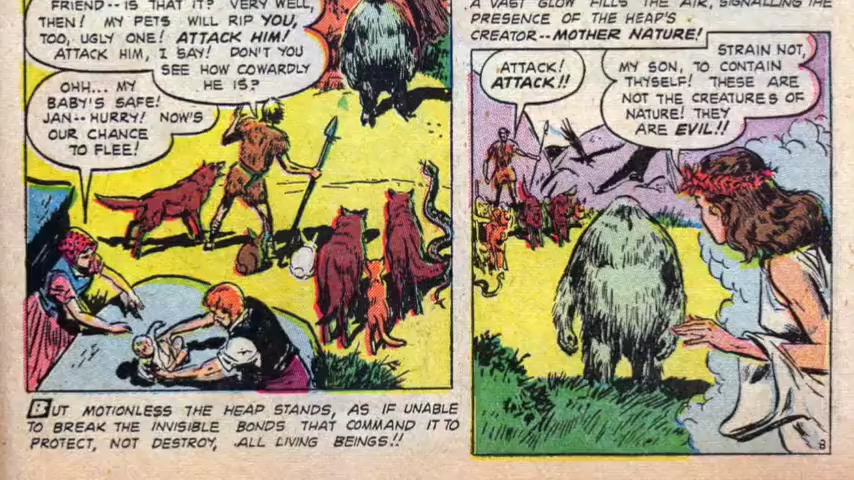 FRIEND-- IS THAT IT? VERY WELL,
THEN! MY PETS WILL RIP YOU,
TOO, UGLY ONE! ATTACK HIM!
ATTACK HIM, I SAY! DON'T YOU
SEE HOW COWARDLY
HE IS?
OHH... MY
BABY'S SAFE!
JAN--HURRY! NOW'S
OUR CHANCE
TO FLEE!
BUT MOTIONLESS THE HEAP STANDS, AS IF UNABLE
TO BREAK THE INVISIBLE BONDS THAT COMMAND IT TO
PROTECT, NOT DESTROY, ALL LIVING BEINGS!!
A VAST GLOW FILLS THE AIR, SIGNALLING THE
PRESENCE OF THE HEAP'S
CREATOR--MOTHER NATURE!
ATTACK!
ATTACK!!
STRAIN NOT,
MY SON, TO CONTAIN
THYSELF! THESE ARE
NOT THE CREATURES OF
NATURE! THEY
ARE EVIL!!
8